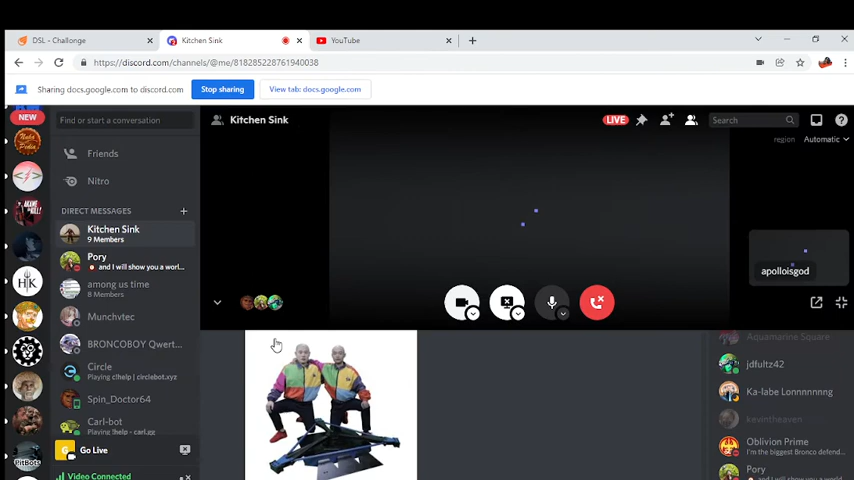 DSL - Challonge
Kitchen Sink
YouTube
https://discord.com/channels/@me/818285228761940038
Sharing docs.google.com to discord.com
Stop sharing
View tab: docs.google.com
NEW
Find or start a conversation
Kitchen Sink
LIVE
Search
region
Automatic
Friends
Nitro
DIRECT MESSAGES
Kitchen Sink
9 Members
Pory
and I will show you a worl...
among us time
8 Members
Munchvtec
BRONCOBOY Qwert...
Circle
Playing c!help | circlebot.xyz
Spin_Doctor64
Carl-bot
Playing !help - carl.gg
Go Live
Video Connected
PitBots
HK
apolloisgod
Aquamarine Square
jdfultz42
Ka-labe Lonnnnnnng
kevintheaven
Oblivion Prime
I'm the biggest Bronco defend...
Pory
and I will show you a world